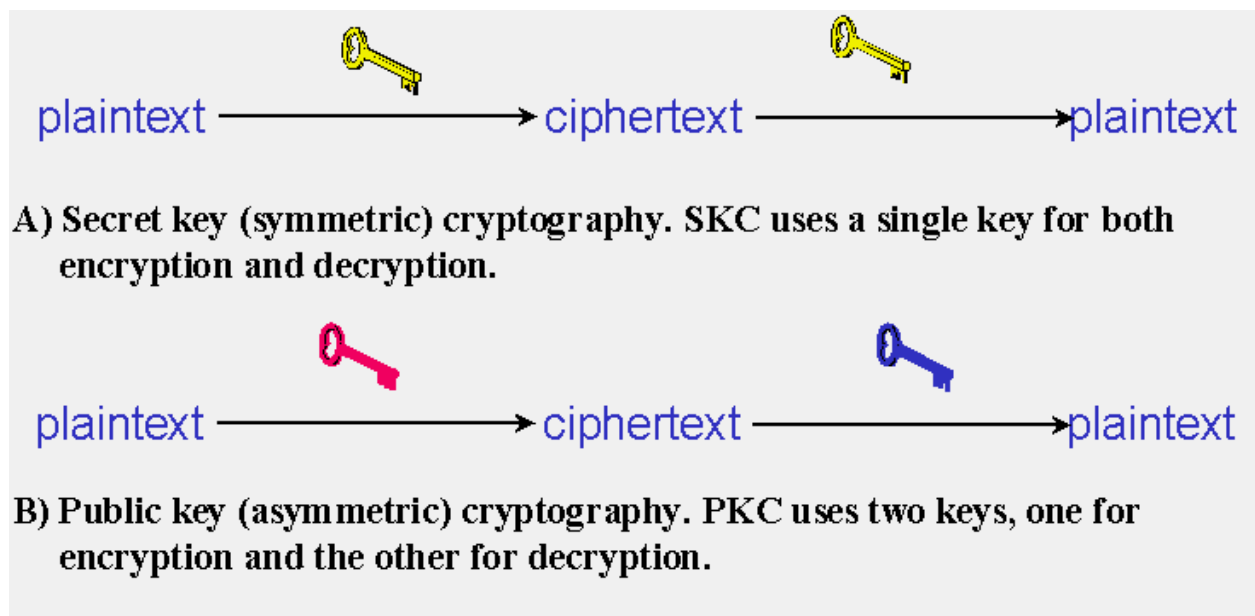 plaintext ciphertext plaintext
A) Secret key (symmetric) cryptography. SKC uses a single key for both
encryption and decryption.
plaintext ciphertext plaintext
B) Public key (asymmetric) cryptography. PKC uses two keys, one for
encryption and the other for decryption.